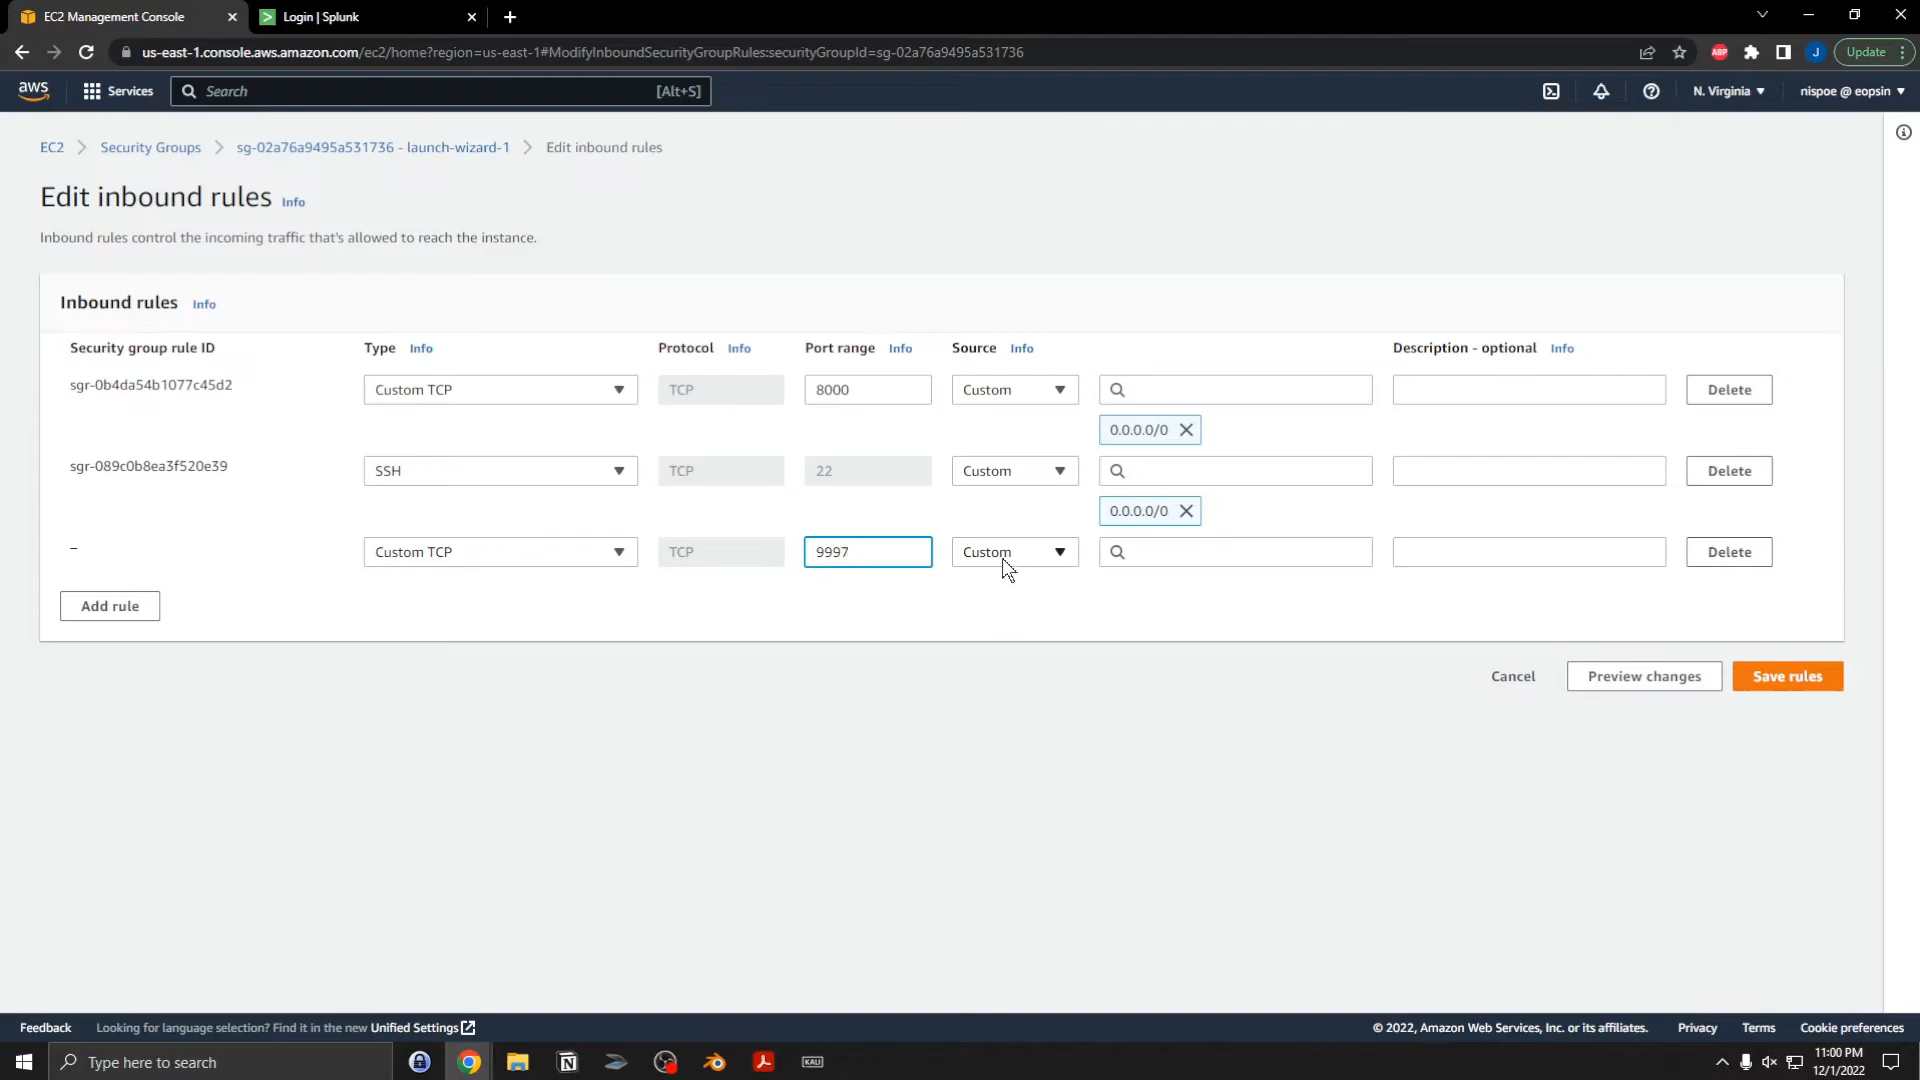 EC2 Management Console
Login | Splunk
us-east-1.console.aws.amazon.com/ec2/home?region=us-east-1#ModifyInboundSecurityGroupRules:securityGroupId=sg-02a76a9495a531736
ABP
J
Update
aws
Services
Search
[Alt+S]
N. Virginia
nispoe @ eopsin
EC2
Security Groups
sg-02a76a9495a531736 - launch-wizard-1
Edit inbound rules
Edit inbound rules Info
Inbound rules control the incoming traffic that's allowed to reach the instance.
Inbound rules Info
Security group rule ID
Type Info
Protocol Info
Port range Info
Source Info
Description - optional Info
sgr-0b4da54b1077c45d2
Custom TCP
TCP
8000
Custom
Delete
0.0.0.0/0
sgr-089c0b8ea3f520e39
SSH
TCP
22
Custom
Delete
0.0.0.0/0
–
Custom TCP
TCP
9997
Custom
Delete
Add rule
Cancel
Preview changes
Save rules
Feedback
Looking for language selection? Find it in the new Unified Settings
© 2022, Amazon Web Services, Inc. or its affiliates.
Privacy
Terms
Cookie preferences
Type here to search
KALI
11:00 PM
12/1/2022